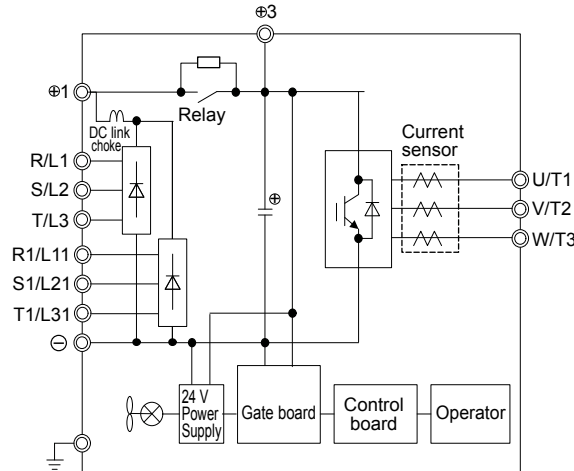 ⊕3
⊕1
Relay
DC link
choke
Current
sensor
R/L1
S/L2
T/L3
R1/L11
S1/L21
T1/L31
⊖
⊕
U/T1
V/T2
W/T3
24 V
Power
Supply
Gate board
Control
board
Operator